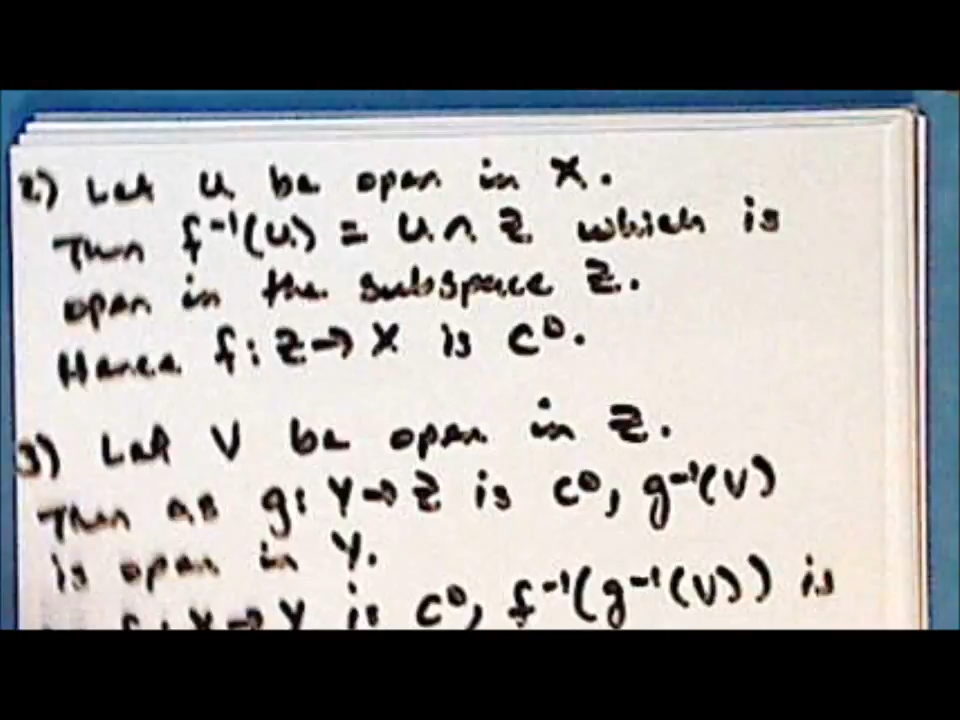 2) Let U be open in X.
Then f⁻¹(U) = U ∩ Z which is
open in the subspace Z.
Hence f: Z → X is C⁰.
3) Let V be open in Z.
Then as g: Y → Z is C⁰, g⁻¹(V)
is open in Y.
f: X → Y is C⁰, f⁻¹(g⁻¹(V)) is